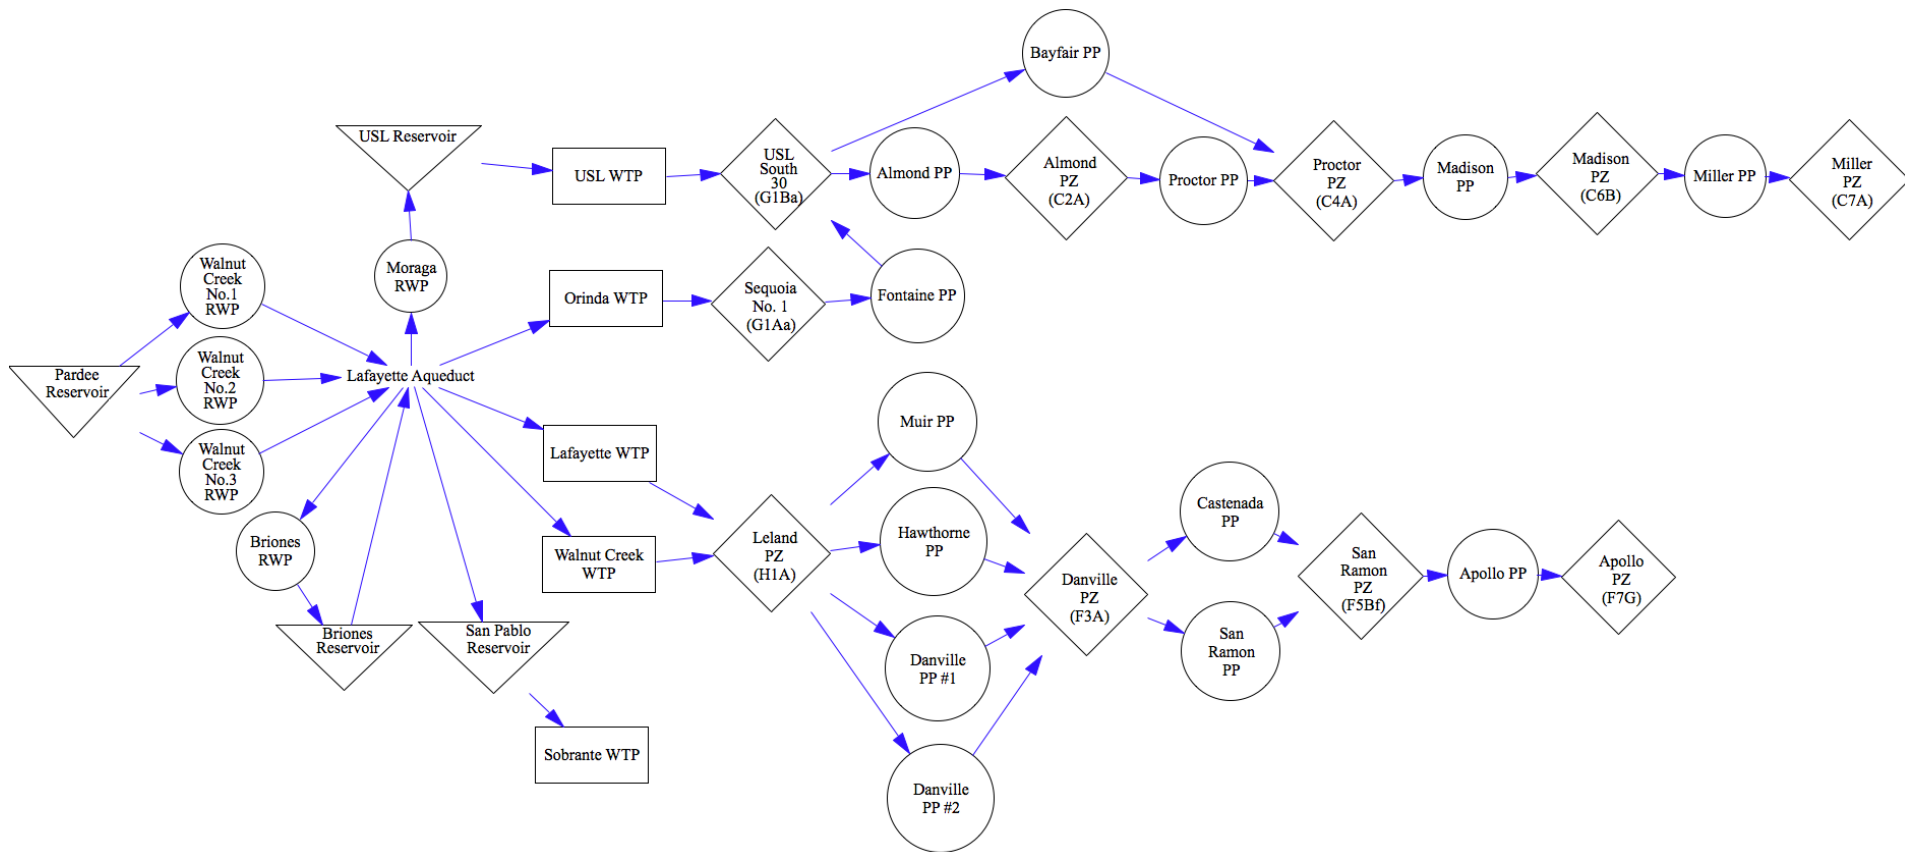 Bayfair PP
USL Reservoir
USL WTP
USL
South
30
(G1Ba)
Almond PP
Almond
PZ
(C2A)
Proctor PP
Proctor
PZ
(C4A)
Madison
PP
Madison
PZ
(C6B)
Miller PP
Miller
PZ
(C7A)
Walnut
Creek
No.1
RWP
Moraga
RWP
Orinda WTP
Sequoia
No. 1
(G1Aa)
Fontaine PP
Pardee
Reservoir
Walnut
Creek
No.2
RWP
Lafayette Aqueduct
Walnut
Creek
No.3
RWP
Lafayette WTP
Muir PP
Briones
RWP
Walnut Creek
WTP
Leland
PZ
(H1A)
Hawthorne
PP
Castenada
PP
Danville
PZ
(F3A)
San
Ramon
PZ
(F5Bf)
Apollo PP
Apollo
PZ
(F7G)
Briones
Reservoir
San Pablo
Reservoir
Danville
PP #1
San
Ramon
PP
Sobrante WTP
Danville
PP #2